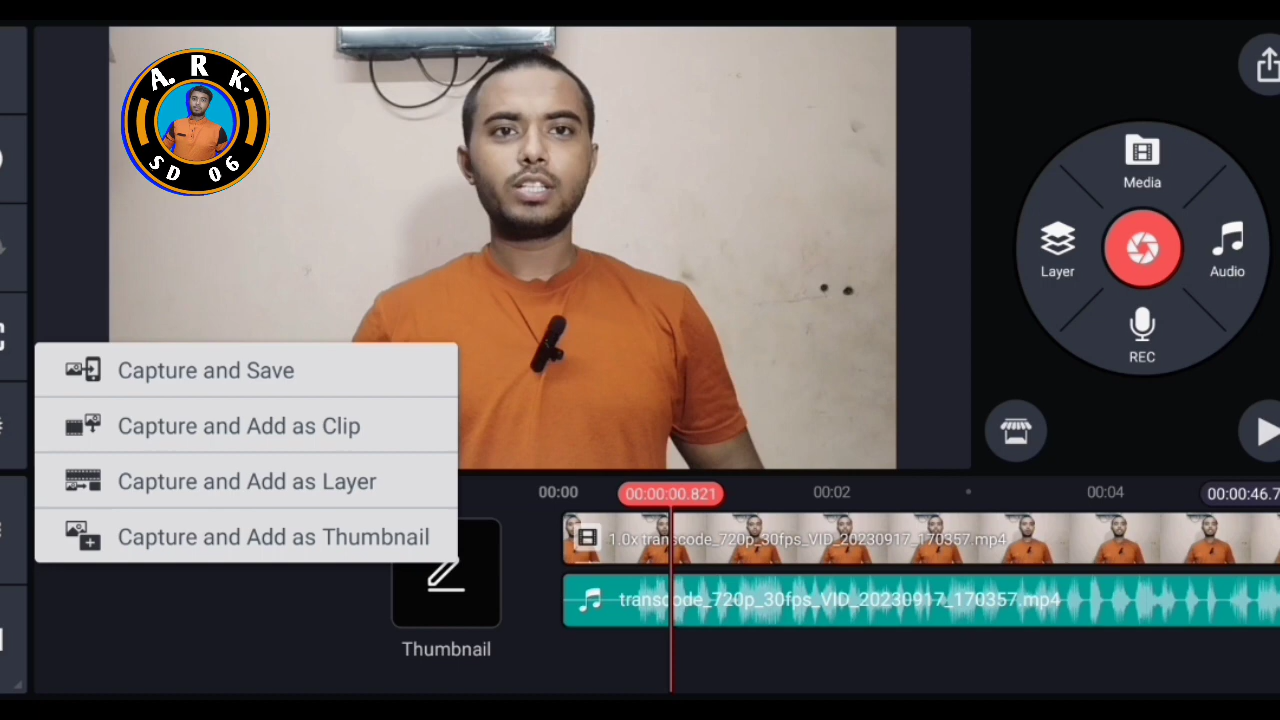 A. R K.
SD 06
Media
Layer
Audio
REC
Capture and Save
Capture and Add as Clip
Capture and Add as Layer
Capture and Add as Thumbnail
00:00
00:00:00.821
00:02
00:04
00:00:46.7
1.0x transcode_720p_30fps_VID_20230917_170357.mp4
transcode_720p_30fps_VID_20230917_170357.mp4
Thumbnail